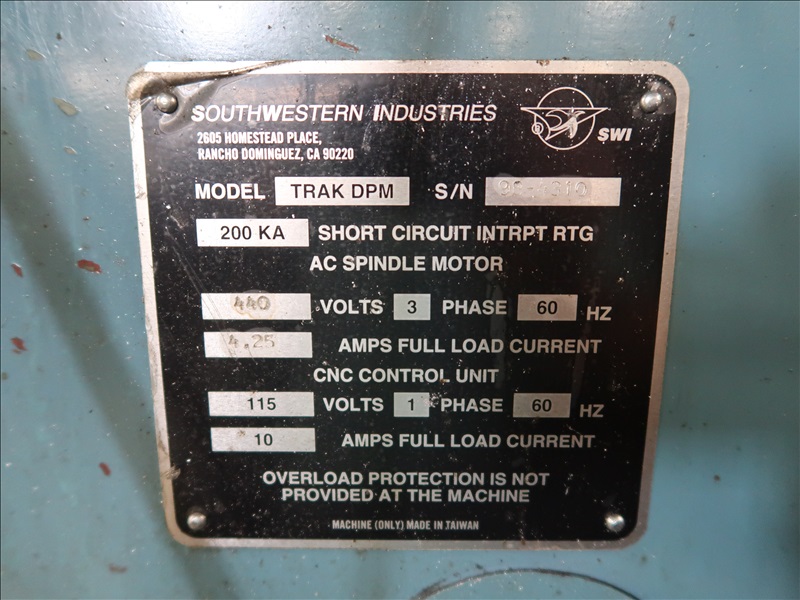 SOUTHWESTERN INDUSTRIES
2605 HOMESTEAD PLACE,
RANCHO DOMINGUEZ, CA 90220
SWI
MODEL TRAK DPM S/N
200 KA SHORT CIRCUIT INTRPT RTG
AC SPINDLE MOTOR
440 VOLTS 3 PHASE 60 HZ
4.25 AMPS FULL LOAD CURRENT
CNC CONTROL UNIT
115 VOLTS 1 PHASE 60 HZ
10 AMPS FULL LOAD CURRENT
OVERLOAD PROTECTION IS NOT
PROVIDED AT THE MACHINE
MACHINE (ONLY) MADE IN TAIWAN